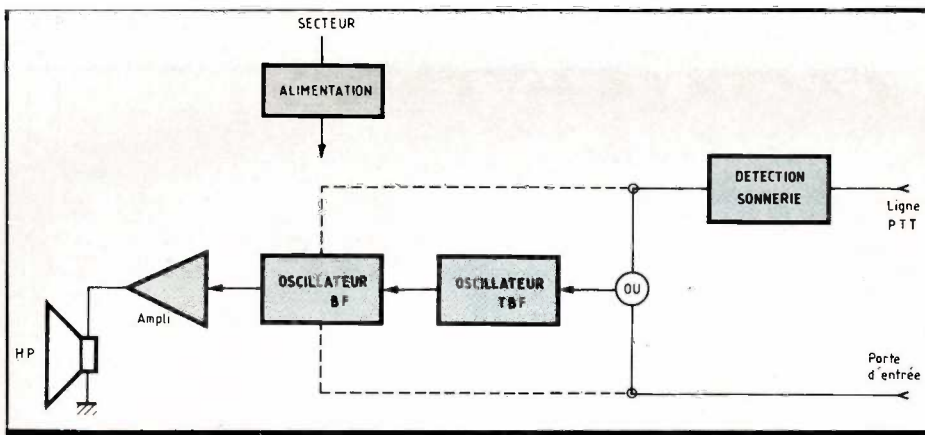 SECTEUR
ALIMENTATION
DETECTION
SONNERIE
Ligne
PTT
OSCILLATEUR
BF
OSCILLATEUR
TBF
OU
Ampli
HP
Porte
d'entrée